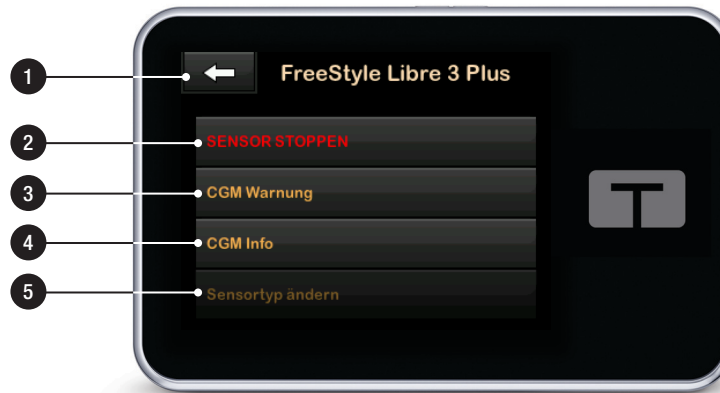 1
FreeStyle Libre 3 Plus
2
SENSOR STOPPEN
3
CGM Warnung
4
CGM Info
5
Sensortyp ändern
T